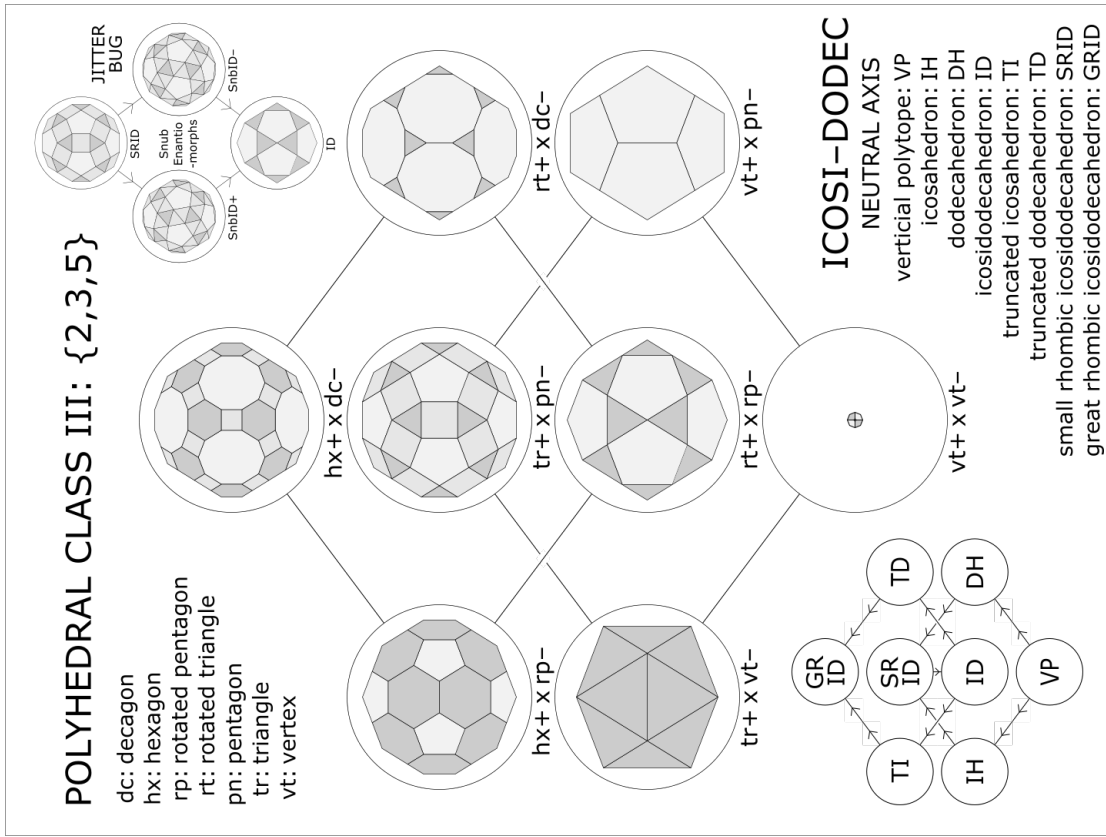 POLYHEDRAL CLASS III: {2,3,5}
dc: decagon
hx: hexagon
rp: rotated pentagon
rt: rotated triangle
pn: pentagon
tr: triangle
vt: vertex
JITTER
BUG
SRID
SnbID+
Snub
Enantio
-morphs
SnbID−
ID
hx+ x dc−
hx+ x rp−
tr+ x pn−
rt+ x dc−
tr+ x vt−
rt+ x rp−
vt+ x pn−
vt+ x vt−
GR
ID
TI
SR
ID
TD
IH
ID
DH
VP
ICOSI−DODEC
NEUTRAL AXIS
verticial polytope: VP
icosahedron: IH
dodecahedron: DH
icosidodecahedron: ID
truncated icosahedron: TI
truncated dodecahedron: TD
small rhombic icosidodecahedron: SRID
great rhombic icosidodecahedron: GRID